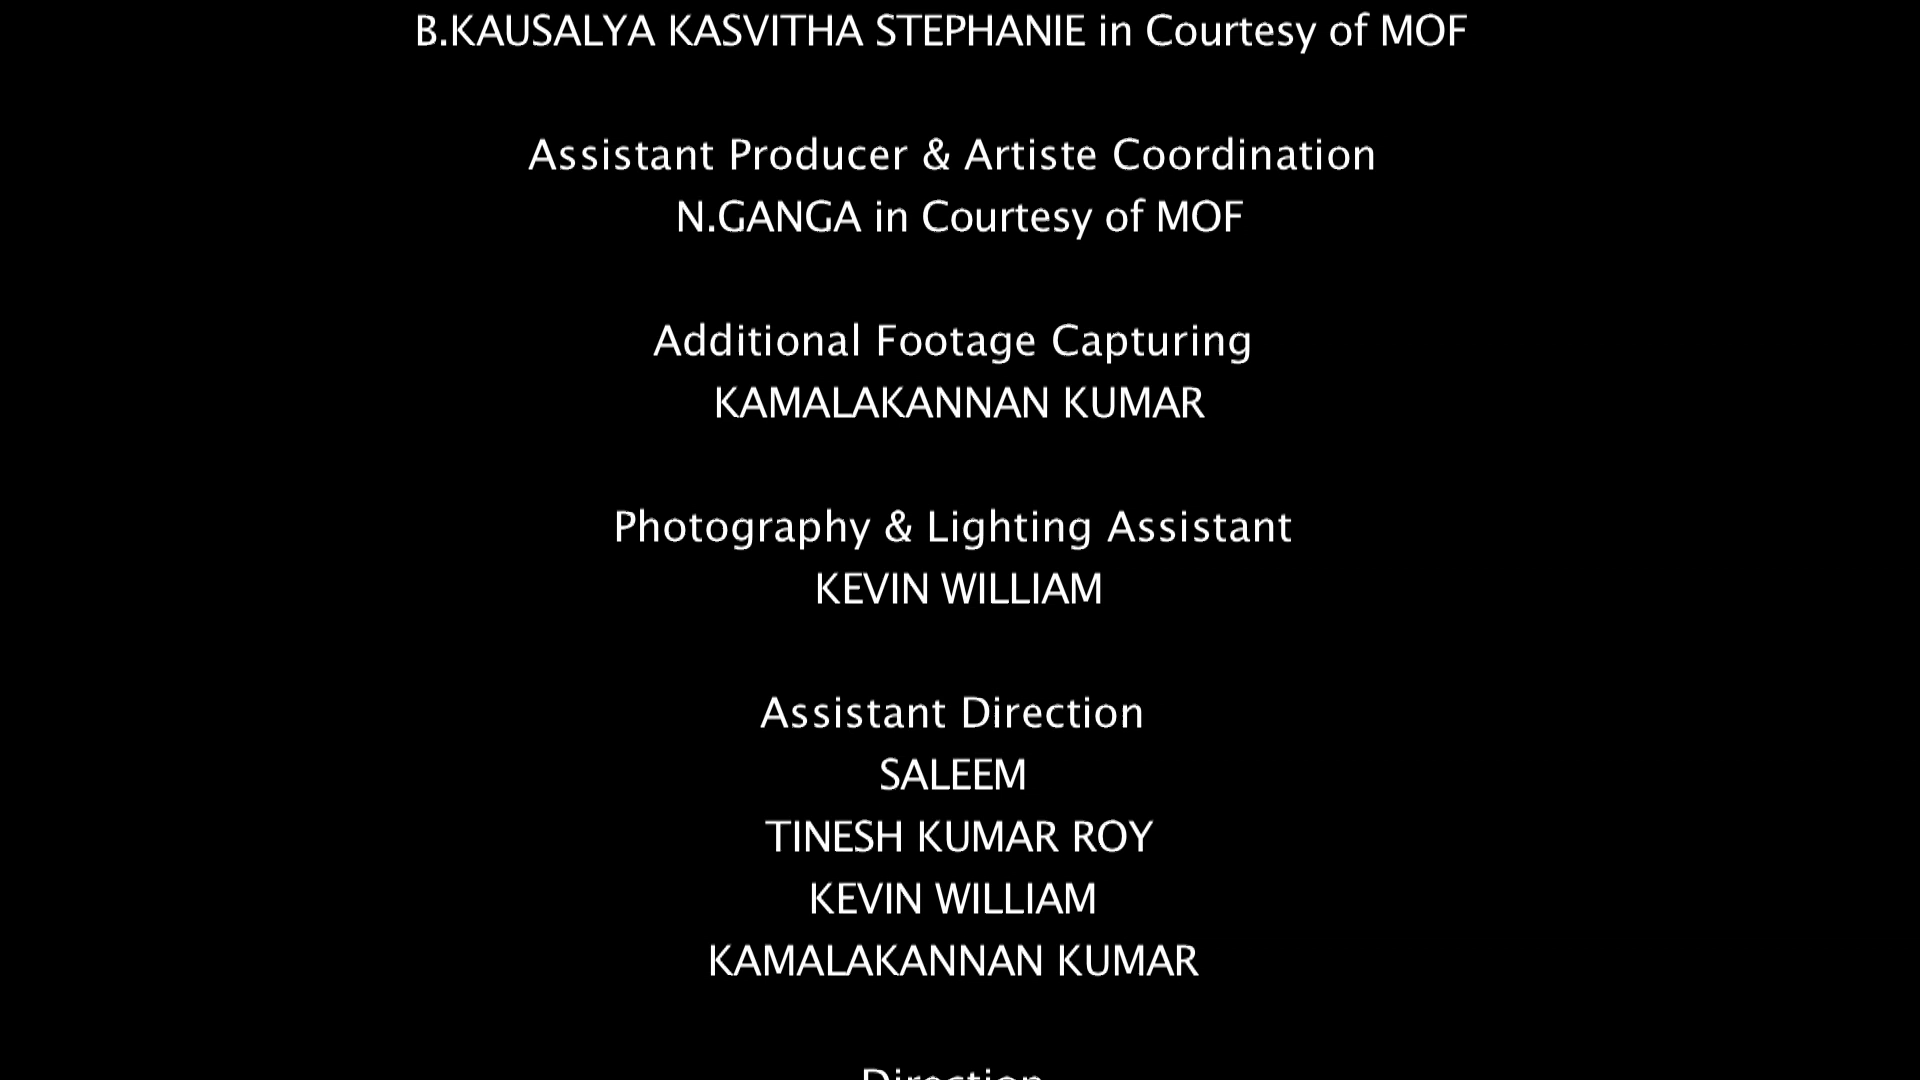 B.KAUSALYA KASVITHA STEPHANIE in Courtesy of MOF
Assistant Producer & Artiste Coordination
N.GANGA in Courtesy of MOF
Additional Footage Capturing
KAMALAKANNAN KUMAR
Photography & Lighting Assistant
KEVIN WILLIAM
Assistant Direction
SALEEM
TINESH KUMAR ROY
KEVIN WILLIAM
KAMALAKANNAN KUMAR
Direction